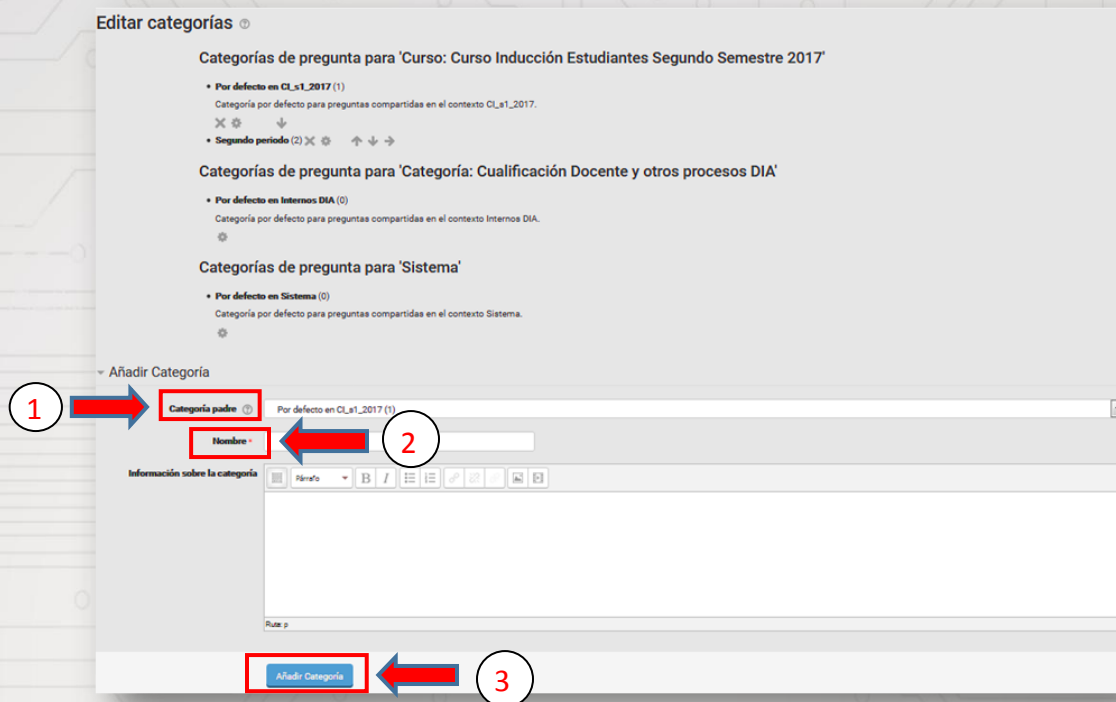 Editar categorías
Categorías de pregunta para 'Curso: Curso Inducción Estudiantes Segundo Semestre 2017'
Por defecto en CI_s1_2017 (1)
Categoría por defecto para preguntas compartidas en el contexto CI_s1_2017.
Segundo periodo (2)
Categorías de pregunta para 'Categoría: Cualificación Docente y otros procesos DIA'
Por defecto en Internos DIA (0)
Categoría por defecto para preguntas compartidas en el contexto Internos DIA.
Categorías de pregunta para 'Sistema'
Por defecto en Sistema (0)
Categoría por defecto para preguntas compartidas en el contexto Sistema.
Añadir Categoría
1 Categoría padre Por defecto en CI_s1_2017 (1)
Nombre * 2
Información sobre la categoría Párrafo B I
Ruta: p
Añadir Categoría 3